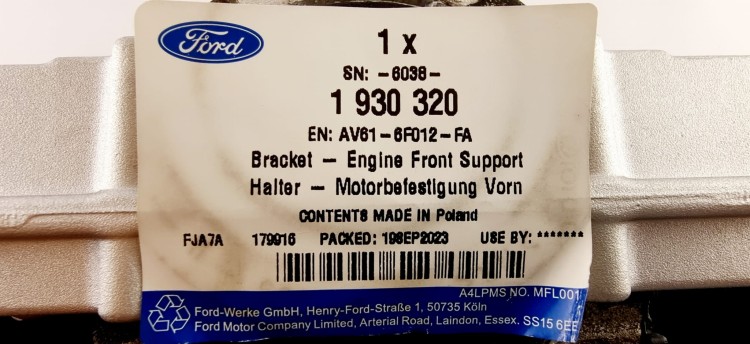 Ford
1 x
SN: -6038-
1 930 320
EN: AV61-6F012-FA
Bracket - Engine Front Support
Halter - Motorbefestigung Vorn
CONTENTS MADE IN Poland
FJA7A 179916 PACKED: 19SEP2023 USE BY: *******
A4LPMS NO. MFL001
Ford-Werke GmbH, Henry-Ford-Straße 1, 50735 Köln
Ford Motor Company Limited, Arterial Road, Laindon, Essex. SS15 6EE